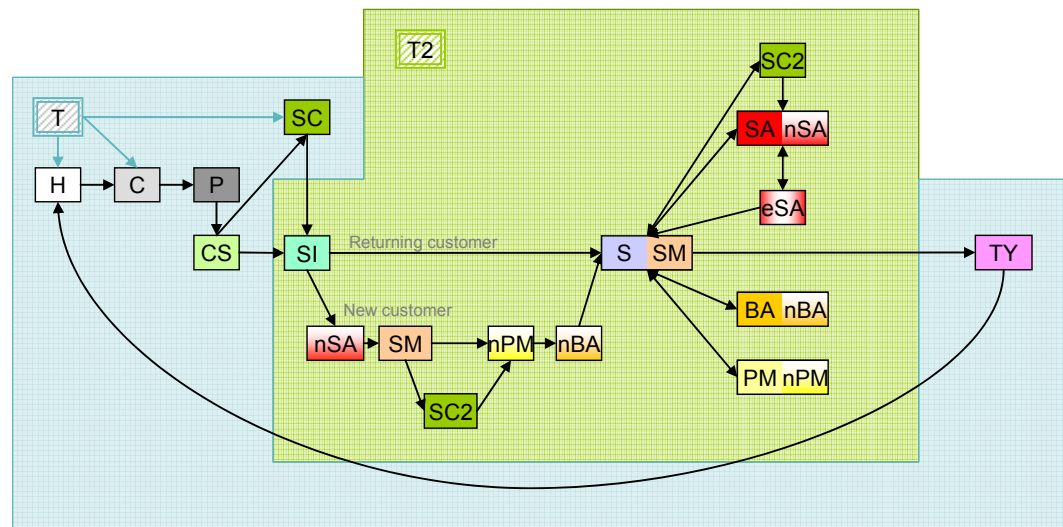 T2
SC2
T
SC
SA nSA
H
C
P
eSA
CS
SI
Returning customer
S SM
TY
New customer
BA nBA
nSA
SM
nPM
nBA
PM nPM
SC2